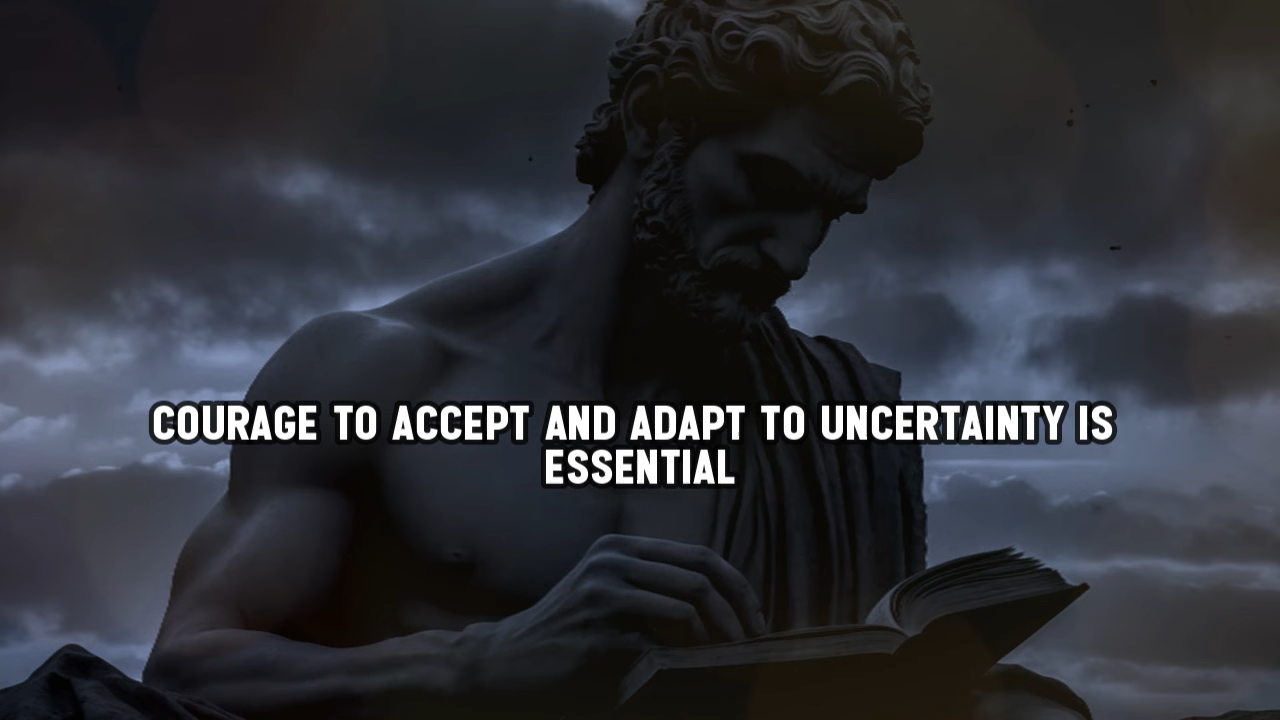 COURAGE TO ACCEPT AND ADAPT TO UNCERTAINTY IS
ESSENTIAL